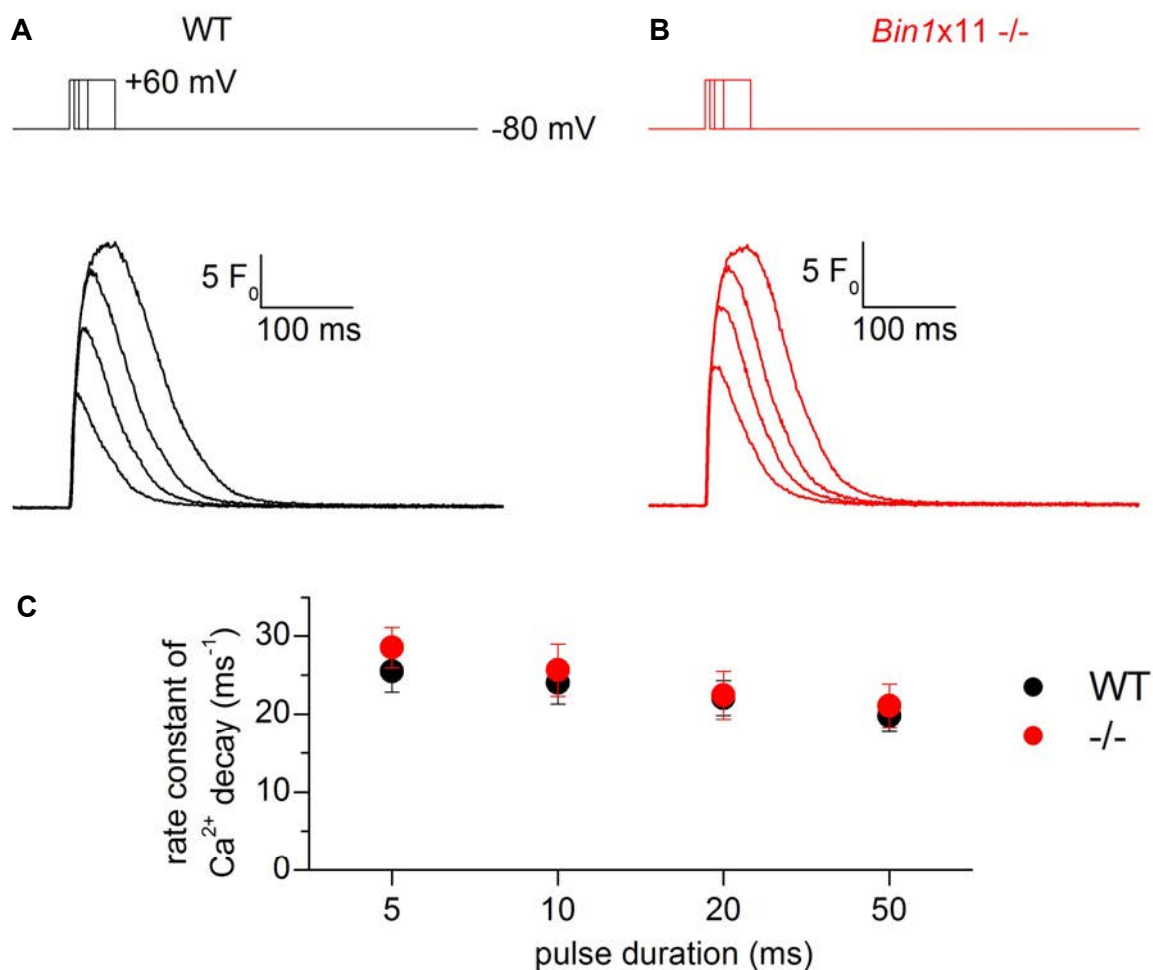 A
WT
B
Bin1x11 -/-
+60 mV
-80 mV
5 F₀
100 ms
5 F₀
100 ms
C
rate constant of
Ca²⁺ decay (ms⁻¹)
30
20
10
0
5 10 20 50
pulse duration (ms)
WT
-/-